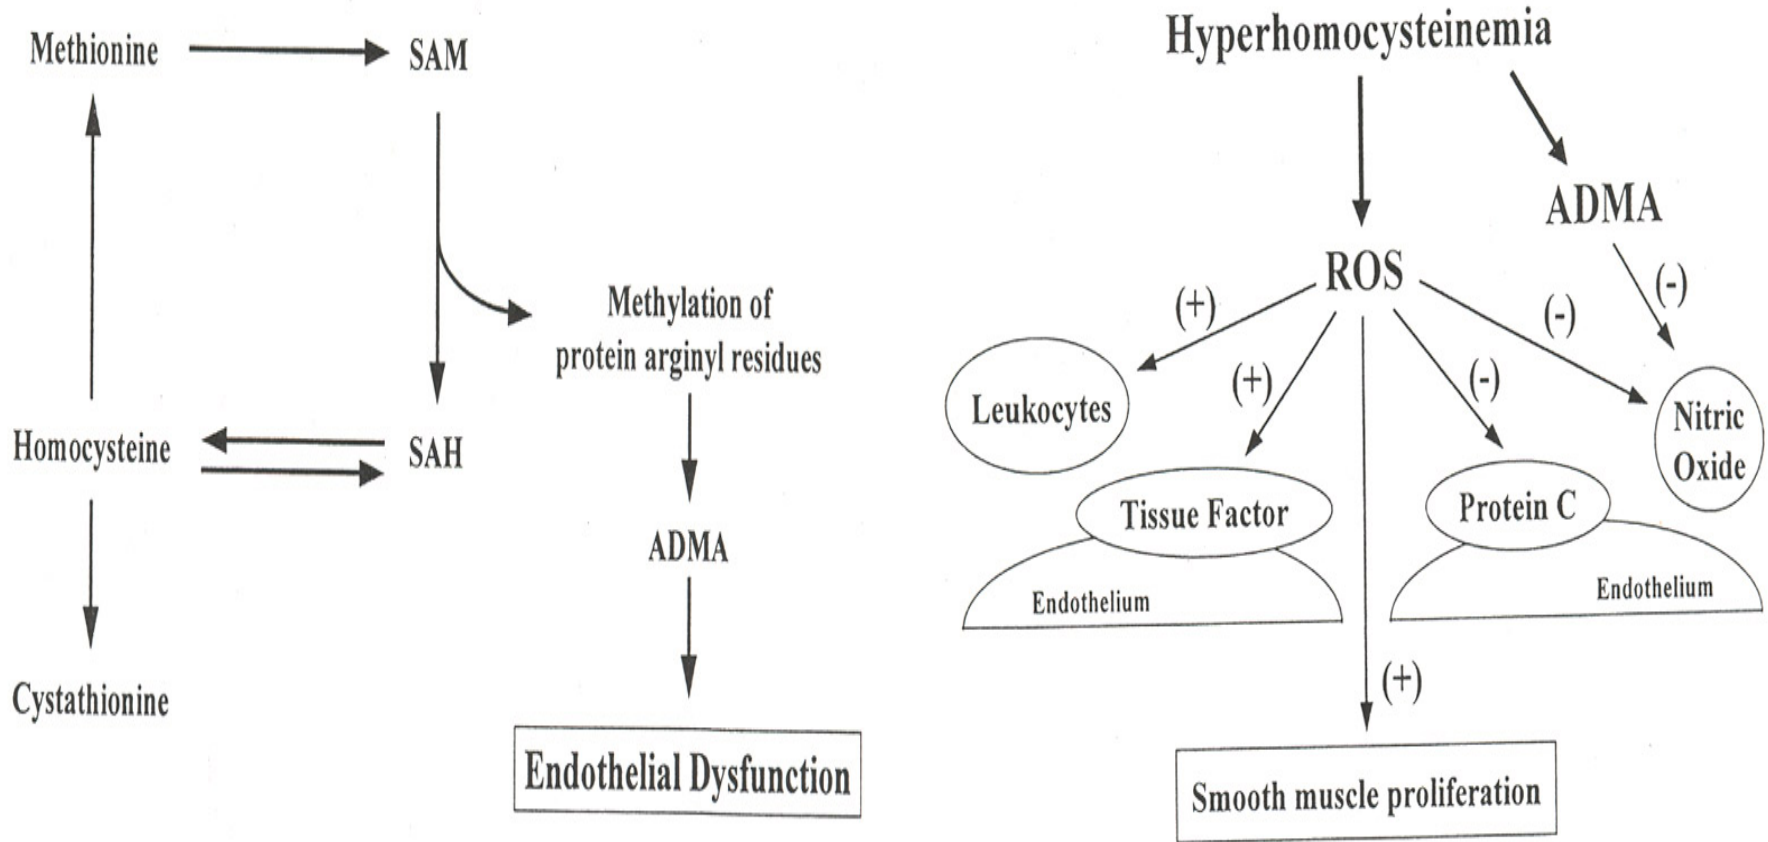 Methionine
SAM
Methylation of
protein arginyl residues
Homocysteine
SAH
ADMA
Cystathionine
Endothelial Dysfunction
Hyperhomocysteinemia
ADMA
ROS
(-)
(+)
(-)
(+)
(-)
Leukocytes
Nitric
Oxide
Tissue Factor
Protein C
Endothelium
Endothelium
(+)
Smooth muscle proliferation